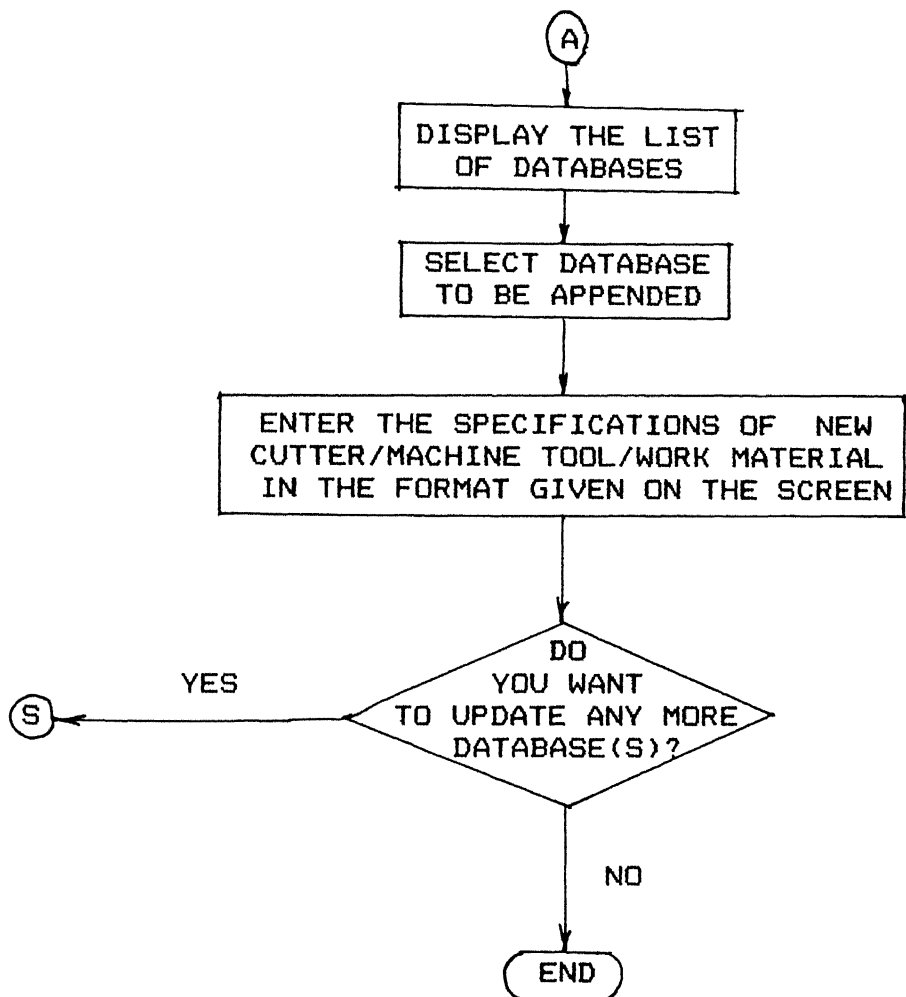 A
DISPLAY THE LIST
OF DATABASES
SELECT DATABASE
TO BE APPENDED
ENTER THE SPECIFICATIONS OF NEW
CUTTER/MACHINE TOOL/WORK MATERIAL
IN THE FORMAT GIVEN ON THE SCREEN
DO
YOU WANT
TO UPDATE ANY MORE
DATABASE(S)?
YES
S
NO
END